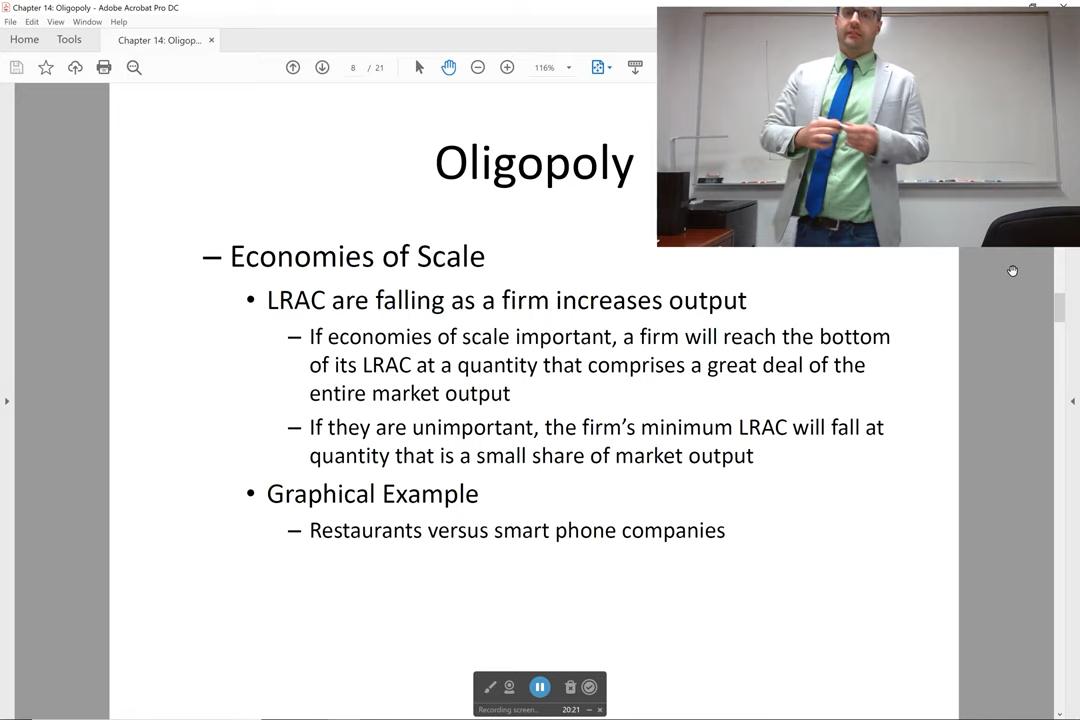 Chapter 14: Oligopoly - Adobe Acrobat Pro DC
File Edit View Window Help
Home Tools Chapter 14: Oligop... ×
8 / 21 116%
Oligopoly
– Economies of Scale
• LRAC are falling as a firm increases output
– If economies of scale important, a firm will reach the bottom
of its LRAC at a quantity that comprises a great deal of the
entire market output
– If they are unimportant, the firm's minimum LRAC will fall at
quantity that is a small share of market output
• Graphical Example
– Restaurants versus smart phone companies
Recording screen... 20:21